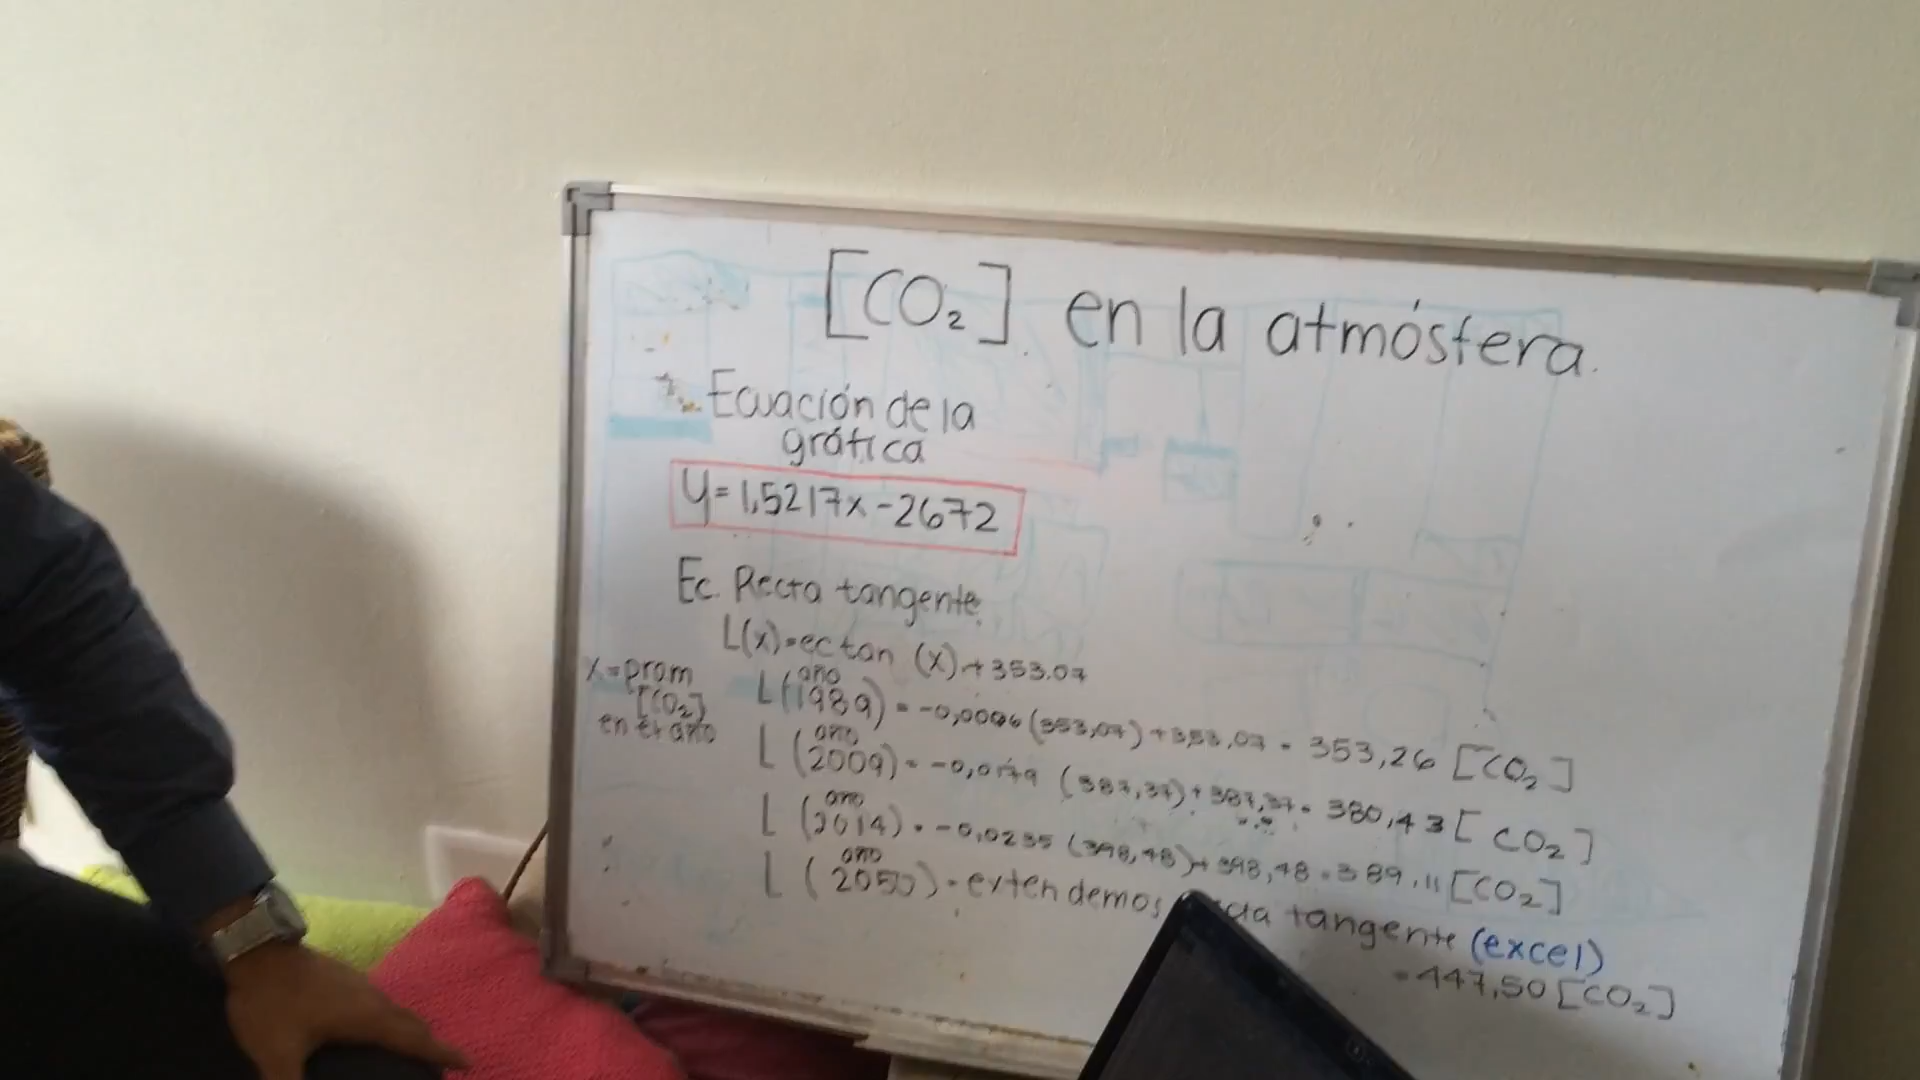 [CO₂] en la atmósfera.
Ecuación de la
gráfica
y=1,5217x-2672
Ec. Recta tangente.
L(x)=ec tan (x)+353.07
x=prom
[CO₂]
en el año
año
L(1989)=-0,0006(353,07)+353,07=353,26 [CO₂]
año
L(2009)=-0,0179 (387,37)+387,37=380,43[CO₂]
año
L(2014)=-0,0235 (398,48)+398,48=389,11[CO₂]
año
L(2050)=extendemos tangente (excel)
=447,50[CO₂]